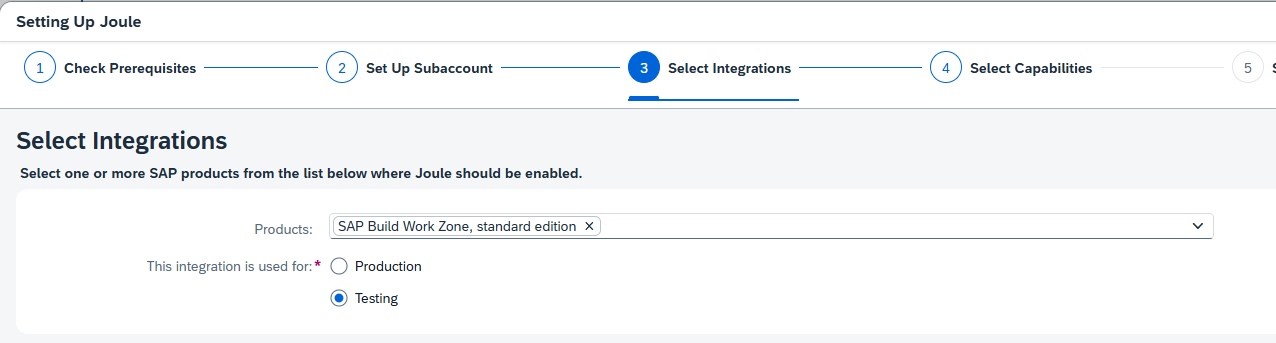 Setting Up Joule
1 Check Prerequisites 2 Set Up Subaccount 3 Select Integrations 4 Select Capabilities 5 S
Select Integrations
Select one or more SAP products from the list below where Joule should be enabled.
Products: SAP Build Work Zone, standard edition ×
This integration is used for:* Production
Testing